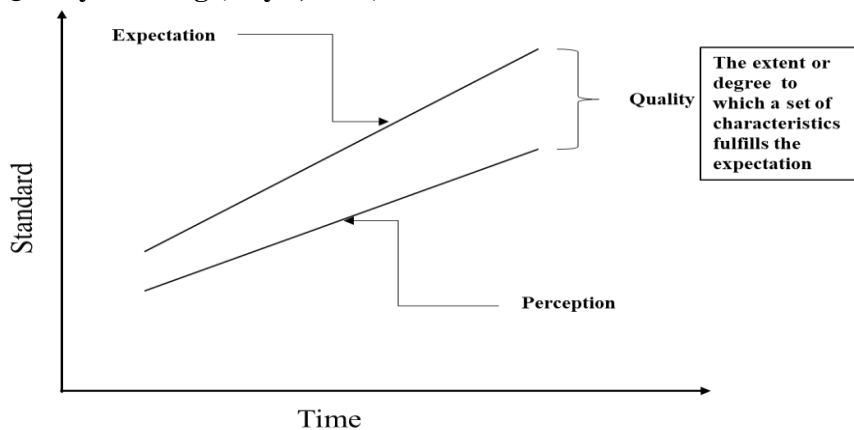 Expectation
The extent or
degree to
which a set of
characteristics
fulfills the
expectation
Quality
Standard
Perception
Time